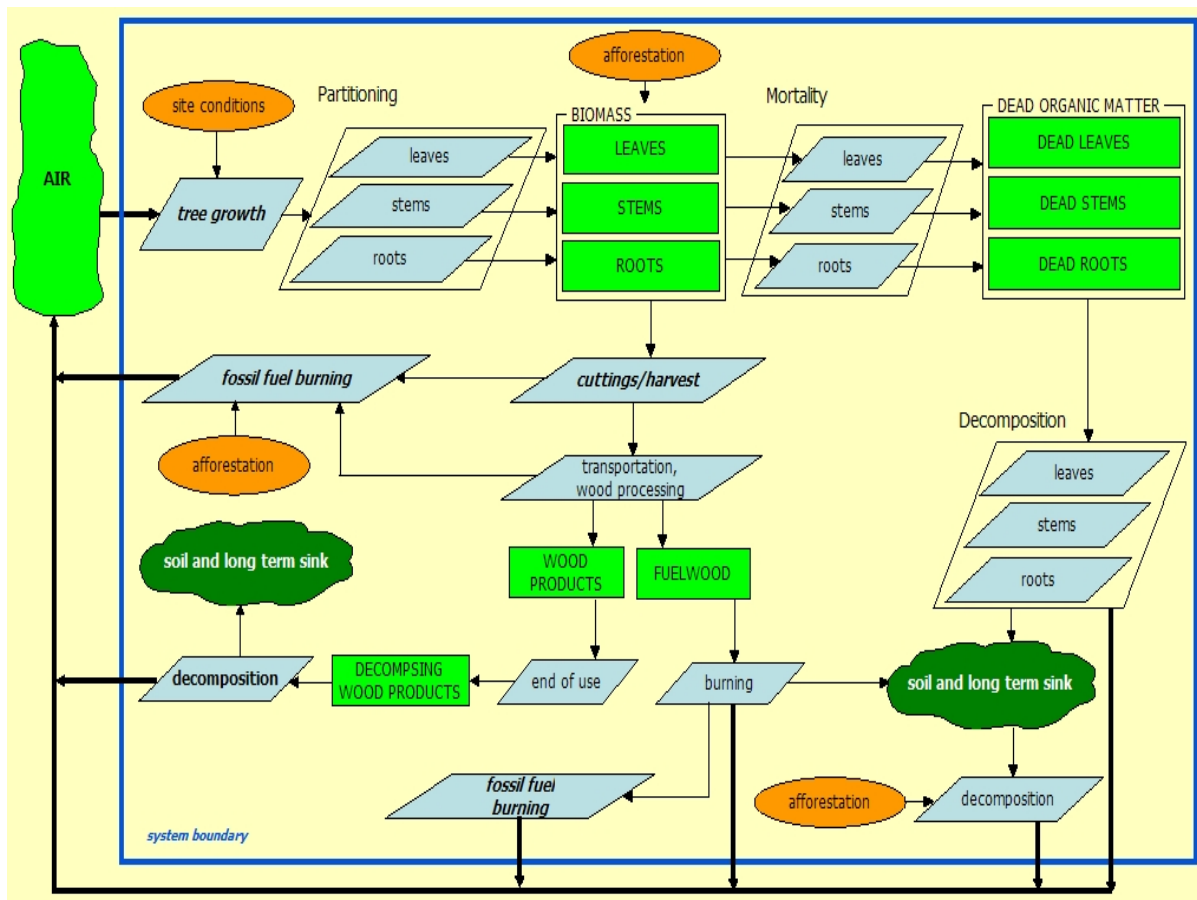 afforestation
Partitioning
Mortality
site conditions
BIOMASS
DEAD ORGANIC MATTER
AIR
leaves
LEAVES
leaves
DEAD LEAVES
tree growth
stems
STEMS
stems
DEAD STEMS
roots
ROOTS
roots
DEAD ROOTS
fossil fuel burning
cuttings/harvest
Decomposition
afforestation
transportation,
wood processing
leaves
stems
roots
soil and long term sink
WOOD
PRODUCTS
FUELWOOD
decomposition
DECOMPSING
WOOD PRODUCTS
end of use
burning
soil and long term sink
fossil fuel
burning
afforestation
decomposition
system boundary